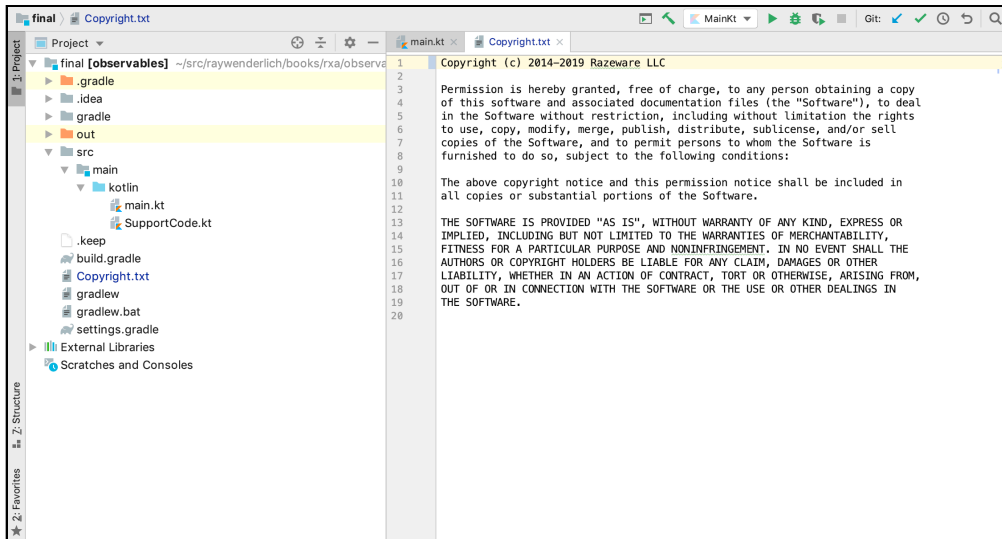 final Copyright.txt MainKt Git:
1: Project
Project
main.kt Copyright.txt
final [observables] ~/src/raywenderlich/books/rxa/observa
.gradle
.idea
gradle
out
src
main
kotlin
main.kt
SupportCode.kt
.keep
build.gradle
Copyright.txt
gradlew
gradlew.bat
settings.gradle
External Libraries
Scratches and Consoles
Z: Structure
2: Favorites
1 Copyright (c) 2014-2019 Razeware LLC
2
3 Permission is hereby granted, free of charge, to any person obtaining a copy
4 of this software and associated documentation files (the "Software"), to deal
5 in the Software without restriction, including without limitation the rights
6 to use, copy, modify, merge, publish, distribute, sublicense, and/or sell
7 copies of the Software, and to permit persons to whom the Software is
8 furnished to do so, subject to the following conditions:
9
10 The above copyright notice and this permission notice shall be included in
11 all copies or substantial portions of the Software.
12
13 THE SOFTWARE IS PROVIDED "AS IS", WITHOUT WARRANTY OF ANY KIND, EXPRESS OR
14 IMPLIED, INCLUDING BUT NOT LIMITED TO THE WARRANTIES OF MERCHANTABILITY,
15 FITNESS FOR A PARTICULAR PURPOSE AND NONINFRINGEMENT. IN NO EVENT SHALL THE
16 AUTHORS OR COPYRIGHT HOLDERS BE LIABLE FOR ANY CLAIM, DAMAGES OR OTHER
17 LIABILITY, WHETHER IN AN ACTION OF CONTRACT, TORT OR OTHERWISE, ARISING FROM,
18 OUT OF OR IN CONNECTION WITH THE SOFTWARE OR THE USE OR OTHER DEALINGS IN
19 THE SOFTWARE.
20